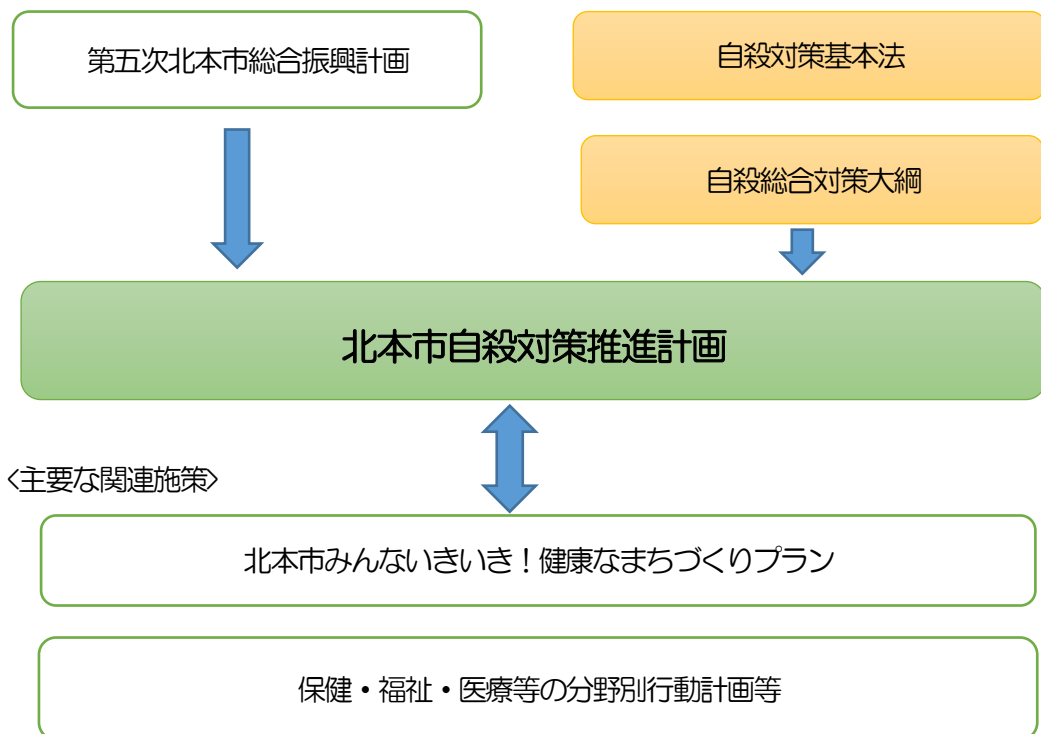 第五次北本市総合振興計画
自殺対策基本法
自殺総合対策大綱
北本市自殺対策推進計画
<主要な関連施策>
北本市みんないきいき！健康なまちづくりプラン
保健・福祉・医療等の分野別行動計画等